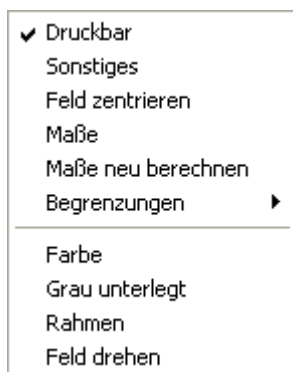 Druckbar
Sonstiges
Feld zentrieren
Maße
Maße neu berechnen
Begrenzungen
Farbe
Grau unterlegt
Rahmen
Feld drehen